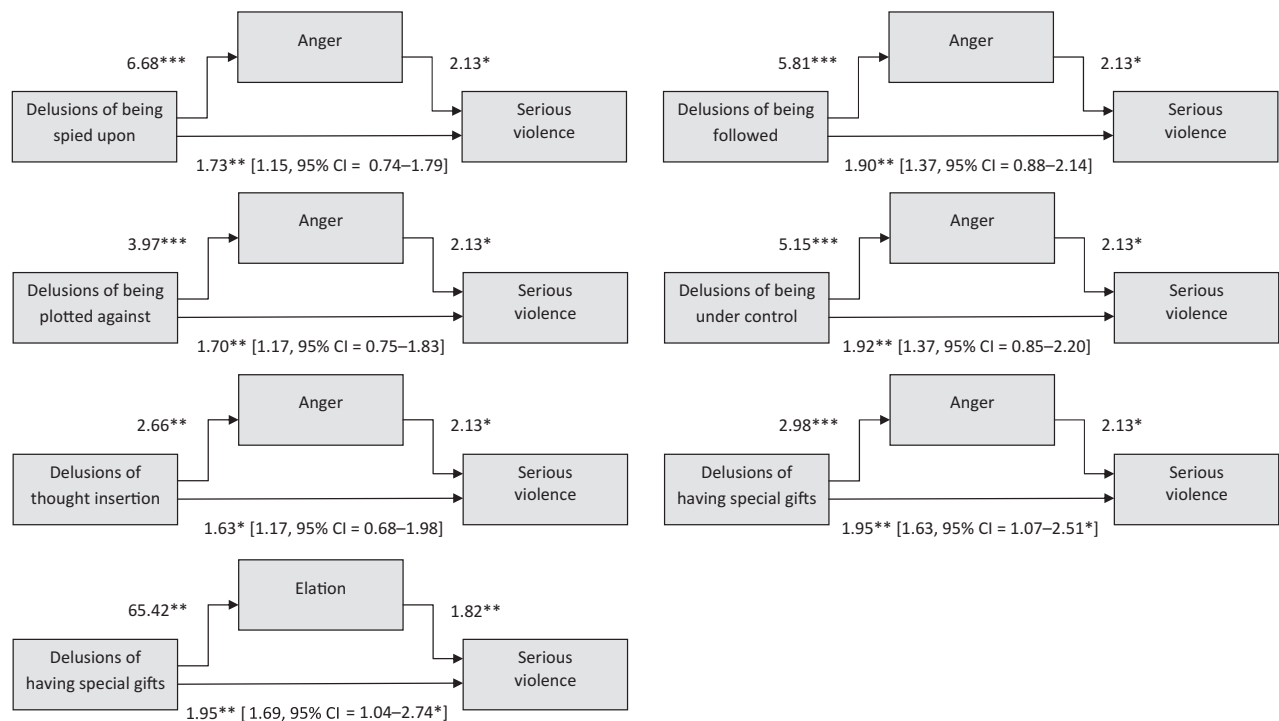 Anger
6.68***
2.13*
Delusions of being
spied upon
Serious
violence
1.73** [1.15, 95% CI = 0.74–1.79]
Anger
5.81***
2.13*
Delusions of being
followed
Serious
violence
1.90** [1.37, 95% CI = 0.88–2.14]
Anger
3.97***
2.13*
Delusions of being
plotted against
Serious
violence
1.70** [1.17, 95% CI = 0.75–1.83]
Anger
5.15***
2.13*
Delusions of being
under control
Serious
violence
1.92** [1.37, 95% CI = 0.85–2.20]
Anger
2.66**
2.13*
Delusions of
thought insertion
Serious
violence
1.63* [1.17, 95% CI = 0.68–1.98]
Anger
2.98***
2.13*
Delusions of
having special gifts
Serious
violence
1.95** [1.63, 95% CI = 1.07–2.51*]
Elation
65.42**
1.82**
Delusions of
having special gifts
Serious
violence
1.95** [1.69, 95% CI = 1.04–2.74*]